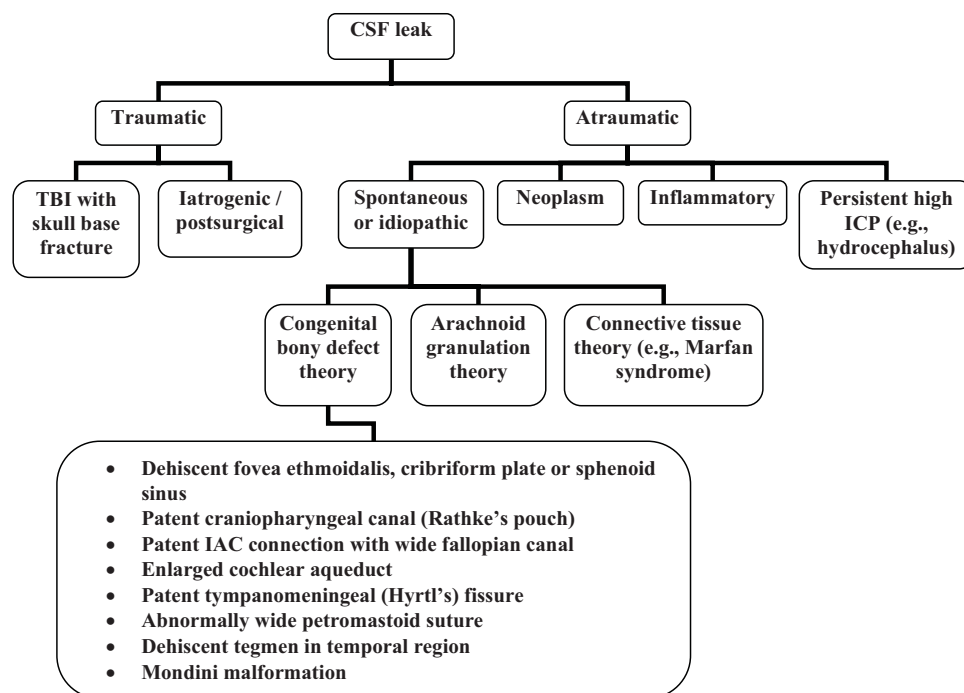 CSF leak
Traumatic
Atraumatic
TBI with
skull base
fracture
Iatrogenic /
postsurgical
Spontaneous
or idiopathic
Neoplasm
Inflammatory
Persistent high
ICP (e.g.,
hydrocephalus)
Congenital
bony defect
theory
Arachnoid
granulation
theory
Connective tissue
theory (e.g., Marfan
syndrome)
• Dehiscent fovea ethmoidalis, cribriform plate or sphenoid
sinus
• Patent craniopharyngeal canal (Rathke’s pouch)
• Patent IAC connection with wide fallopian canal
• Enlarged cochlear aqueduct
• Patent tympanomeningeal (Hyrtl’s) fissure
• Abnormally wide petromastoid suture
• Dehiscent tegmen in temporal region
• Mondini malformation